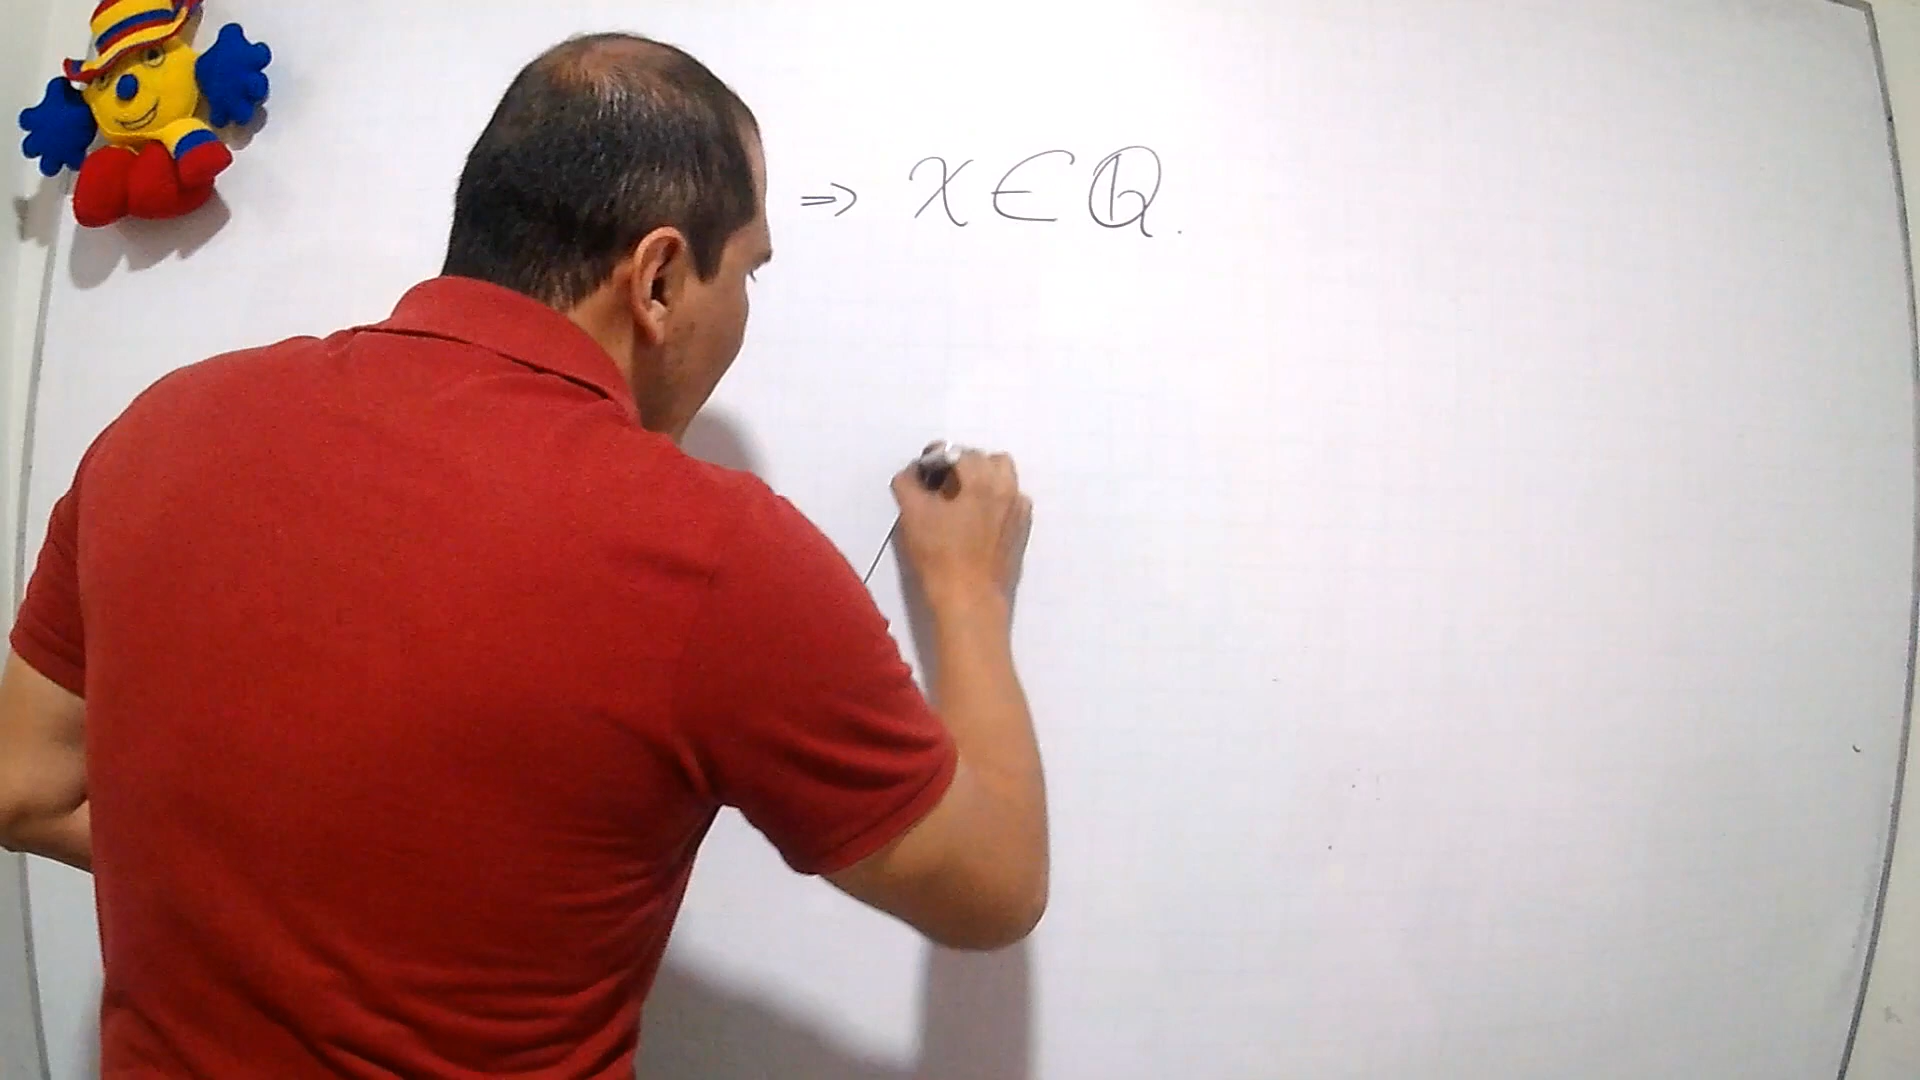 ⇒ x ∈ ℚ.